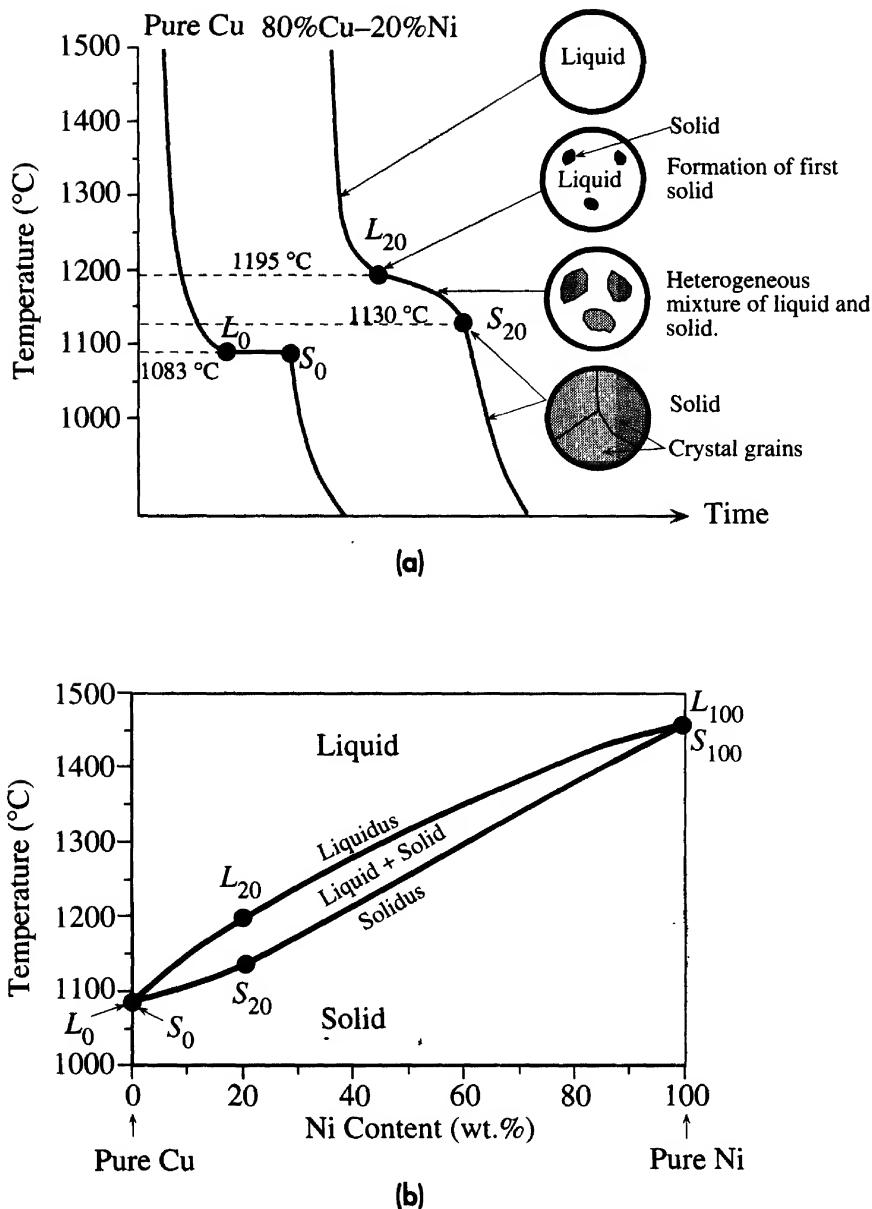 Pure Cu 80%Cu–20%Ni
1500
1400
1300
1200
1100
1000
Temperature (°C)
Liquid
Solid
Liquid
Formation of first
solid
L20
1195 °C
Heterogeneous
mixture of liquid and
solid.
1130 °C
S20
L0
S0
1083 °C
Solid
Crystal grains
Time
(a)
1500
1400
1300
1200
1100
1000
Temperature (°C)
L100
S100
Liquid
Liquidus
Liquid + Solid
Solidus
L20
S20
L0
S0
Solid
0 20 40 60 80 100
Ni Content (wt.%)
Pure Cu
Pure Ni
(b)